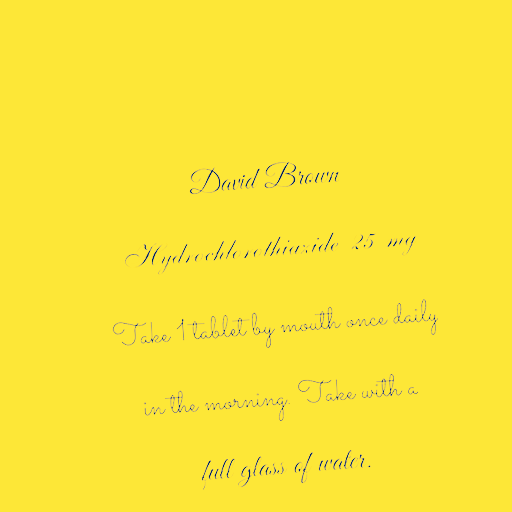 David Brown
Hydrochlorothiazide 25 mg
Take 1 tablet by mouth once daily
in the morning. Take with a
full glass of water.